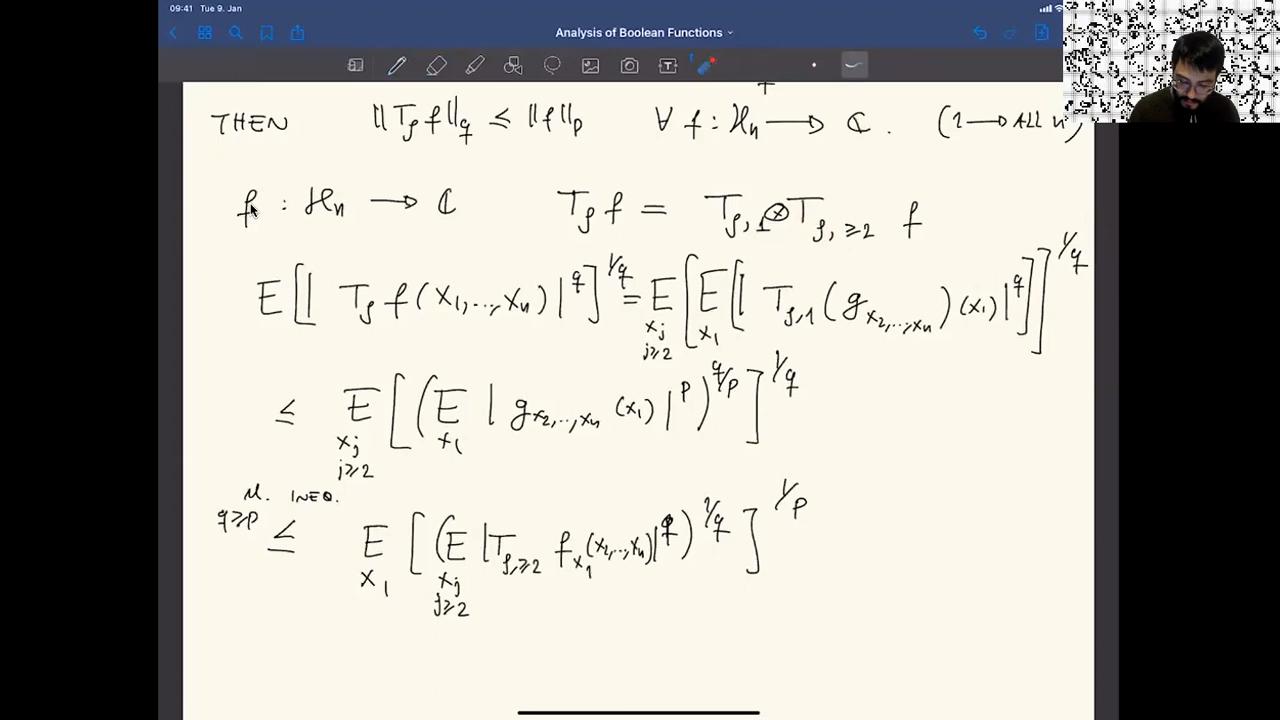 09:41 Tue 9. Jan
Analysis of Boolean Functions
THEN ‖T_ρ f‖_q ≤ ‖f‖_p ∀ f : H_n → ℂ . (1 → ALL n)
f : H_n → ℂ T_ρ f = T_{ρ,1} ⊗ T_{ρ,≥2} f
E[| T_ρ f(x_1,..,x_n) |^q]^{1/q} = E_{x_j j≥2} [ E_{x_1} [| T_{ρ,1} (g_{x_2,..,x_n}) (x_1) |^q ] ]^{1/q}
≤ E_{x_j j≥2} [ ( E_{x_1} | g_{x_2,..,x_n} (x_1) |^p )^{q/p} ]^{1/q}
M. INEQ.
q≥p ≤ E_{x_1} [ ( E_{x_j j≥2} | T_{ρ,≥2} f_{x_1} (x_2,..,x_n) |^q )^{1/q} ]^{1/p}